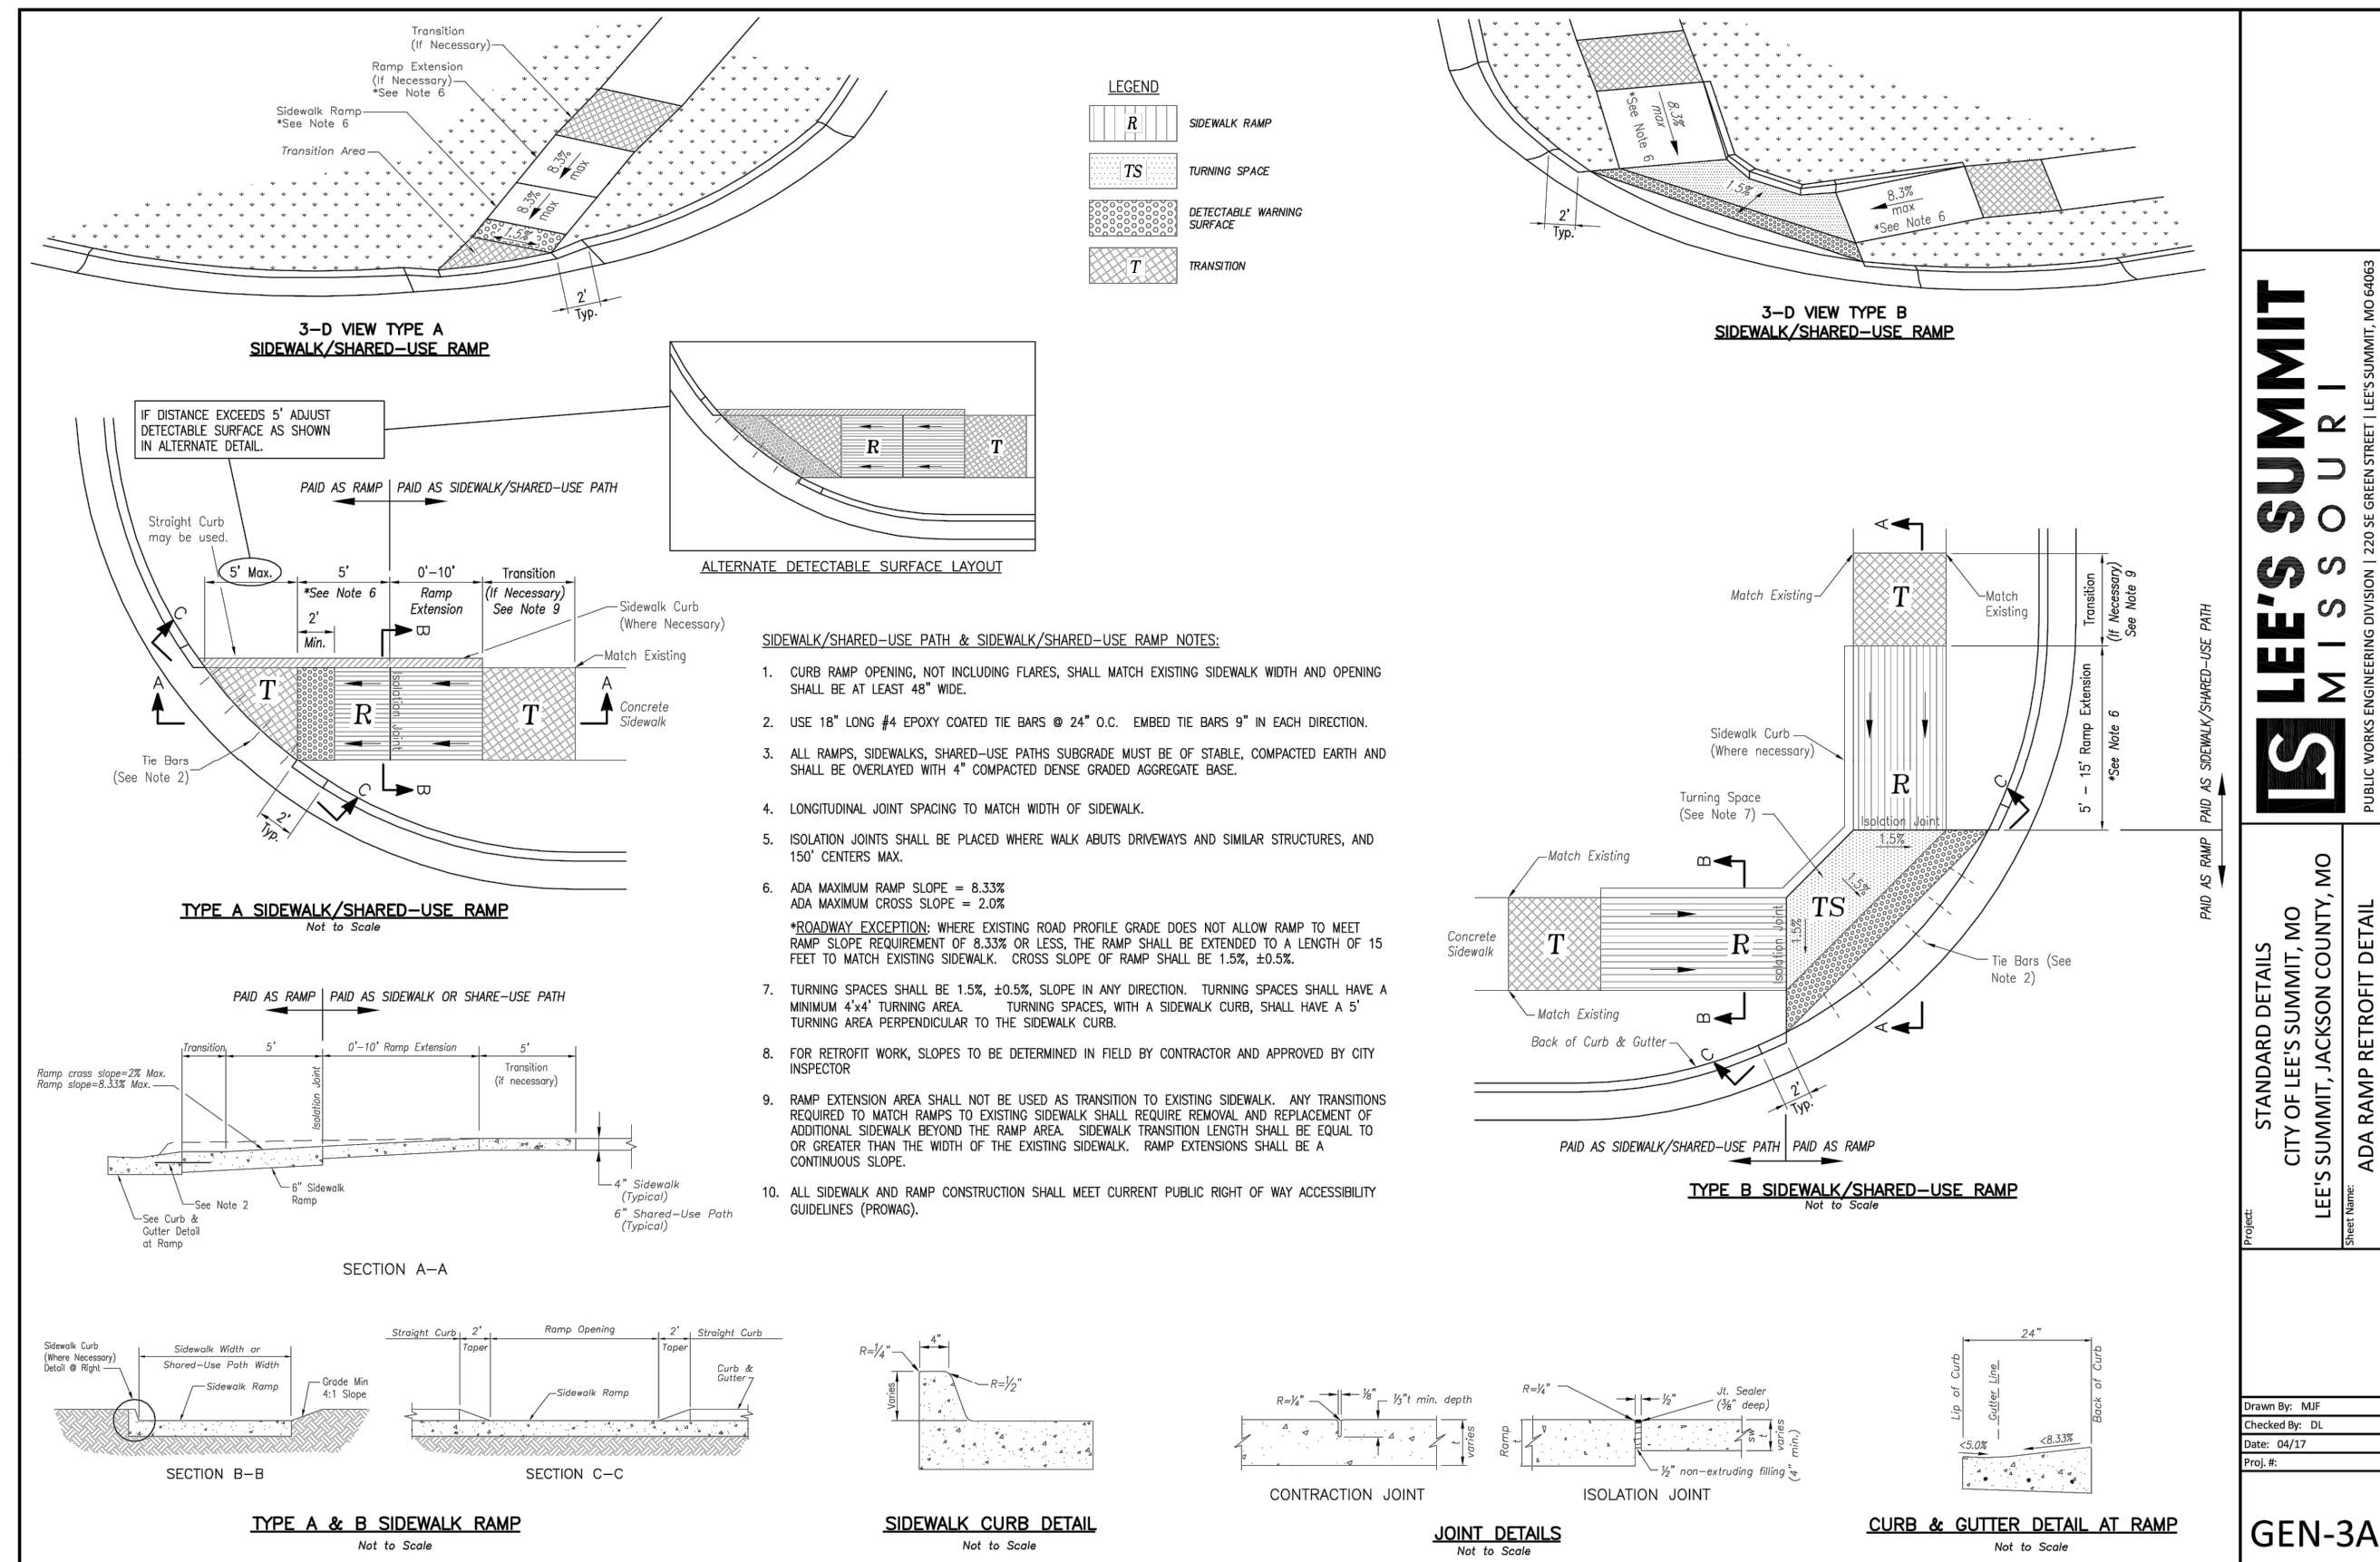 Transition
(If Necessary)
Ramp Extension
(If Necessary)
*See Note 6
Sidewalk Ramp
*See Note 6
Transition Area
8.3%
max
8.3%
max
1.5%
2'
Typ.
3-D VIEW TYPE A
SIDEWALK/SHARED-USE RAMP
LEGEND
R
SIDEWALK RAMP
TS
TURNING SPACE
DETECTABLE WARNING
SURFACE
T
TRANSITION
8.3%
max
*See Note 6
1.5%
8.3%
max
*See Note 6
2'
Typ.
3-D VIEW TYPE B
SIDEWALK/SHARED-USE RAMP
IF DISTANCE EXCEEDS 5' ADJUST
DETECTABLE SURFACE AS SHOWN
IN ALTERNATE DETAIL.
R
T
ALTERNATE DETECTABLE SURFACE LAYOUT
PAID AS RAMP
PAID AS SIDEWALK/SHARED-USE PATH
Straight Curb
may be used.
5' Max.
5'
*See Note 6
2'
Min.
0'-10'
Ramp
Extension
Transition
(If Necessary)
See Note 9
Sidewalk Curb
(Where Necessary)
Match Existing
Concrete
Sidewalk
A
A
B
B
C
C
T
R
T
Isolation Joint
Tie Bars
(See Note 2)
2'
Typ.
TYPE A SIDEWALK/SHARED-USE RAMP
Not to Scale
PAID AS RAMP
PAID AS SIDEWALK OR SHARE-USE PATH
Transition
5'
0'-10' Ramp Extension
5'
Transition
(if necessary)
Ramp cross slope=2% Max.
Ramp slope=8.33% Max.
Isolation Joint
See Note 2
6" Sidewalk
Ramp
See Curb &
Gutter Detail
at Ramp
4" Sidewalk
(Typical)
6" Shared-Use Path
(Typical)
SECTION A-A
SIDEWALK/SHARED-USE PATH & SIDEWALK/SHARED-USE RAMP NOTES:
1. CURB RAMP OPENING, NOT INCLUDING FLARES, SHALL MATCH EXISTING SIDEWALK WIDTH AND OPENING
SHALL BE AT LEAST 48" WIDE.
2. USE 18" LONG #4 EPOXY COATED TIE BARS @ 24" O.C. EMBED TIE BARS 9" IN EACH DIRECTION.
3. ALL RAMPS, SIDEWALKS, SHARED-USE PATHS SUBGRADE MUST BE OF STABLE, COMPACTED EARTH AND
SHALL BE OVERLAYED WITH 4" COMPACTED DENSE GRADED AGGREGATE BASE.
4. LONGITUDINAL JOINT SPACING TO MATCH WIDTH OF SIDEWALK.
5. ISOLATION JOINTS SHALL BE PLACED WHERE WALK ABUTS DRIVEWAYS AND SIMILAR STRUCTURES, AND
150' CENTERS MAX.
6. ADA MAXIMUM RAMP SLOPE = 8.33%
ADA MAXIMUM CROSS SLOPE = 2.0%
*ROADWAY EXCEPTION: WHERE EXISTING ROAD PROFILE GRADE DOES NOT ALLOW RAMP TO MEET
RAMP SLOPE REQUIREMENT OF 8.33% OR LESS, THE RAMP SHALL BE EXTENDED TO A LENGTH OF 15
FEET TO MATCH EXISTING SIDEWALK. CROSS SLOPE OF RAMP SHALL BE 1.5%, ±0.5%.
7. TURNING SPACES SHALL BE 1.5%, ±0.5%, SLOPE IN ANY DIRECTION. TURNING SPACES SHALL HAVE A
MINIMUM 4'x4' TURNING AREA. TURNING SPACES, WITH A SIDEWALK CURB, SHALL HAVE A 5'
TURNING AREA PERPENDICULAR TO THE SIDEWALK CURB.
8. FOR RETROFIT WORK, SLOPES TO BE DETERMINED IN FIELD BY CONTRACTOR AND APPROVED BY CITY
INSPECTOR
9. RAMP EXTENSION AREA SHALL NOT BE USED AS TRANSITION TO EXISTING SIDEWALK. ANY TRANSITIONS
REQUIRED TO MATCH RAMPS TO EXISTING SIDEWALK SHALL REQUIRE REMOVAL AND REPLACEMENT OF
ADDITIONAL SIDEWALK BEYOND THE RAMP AREA. SIDEWALK TRANSITION LENGTH SHALL BE EQUAL TO
OR GREATER THAN THE WIDTH OF THE EXISTING SIDEWALK. RAMP EXTENSIONS SHALL BE A
CONTINUOUS SLOPE.
10. ALL SIDEWALK AND RAMP CONSTRUCTION SHALL MEET CURRENT PUBLIC RIGHT OF WAY ACCESSIBILITY
GUIDELINES (PROWAG).
A
Match Existing
T
Match
Existing
Transition
(If Necessary)
See Note 9
Sidewalk Curb
(Where necessary)
5' - 15' Ramp Extension
*See Note 6
PAID AS SIDEWALK/SHARED-USE PATH
PAID AS RAMP
R
C
Turning Space
(See Note 7)
Isolation Joint
1.5%
1.5%
1.5%
TS
Match Existing
B
Concrete
Sidewalk
T
R
Isolation Joint
Match Existing
B
Tie Bars (See
Note 2)
A
Back of Curb & Gutter
C
2'
Typ.
PAID AS SIDEWALK/SHARED-USE PATH
PAID AS RAMP
TYPE B SIDEWALK/SHARED-USE RAMP
Not to Scale
Sidewalk Curb
(Where Necessary)
Detail @ Right
Sidewalk Width or
Shared-Use Path Width
Sidewalk Ramp
Grade Min
4:1 Slope
SECTION B-B
Straight Curb
2'
Taper
Ramp Opening
2'
Taper
Straight Curb
Curb &
Gutter
Sidewalk Ramp
SECTION C-C
TYPE A & B SIDEWALK RAMP
Not to Scale
4"
R=1/4"
R=1/2"
Varies
SIDEWALK CURB DETAIL
Not to Scale
R=1/4"
1/8"
1/3"t min. depth
t
varies
CONTRACTION JOINT
R=1/4"
1/2"
Jt. Sealer
(3/8" deep)
Ramp
t
sw
t
varies
(4" min.)
1/2" non-extruding filling
ISOLATION JOINT
JOINT DETAILS
Not to Scale
24"
Lip of Curb
Gutter Line
Back of Curb
<5.0%
<8.33%
CURB & GUTTER DETAIL AT RAMP
Not to Scale
LS
LEE'S SUMMIT
MISSOURI
PUBLIC WORKS ENGINEERING DIVISION | 220 SE GREEN STREET | LEE'S SUMMIT, MO 64063
Project:
STANDARD DETAILS
CITY OF LEE'S SUMMIT, MO
LEE'S SUMMIT, JACKSON COUNTY, MO
Sheet Name:
ADA RAMP RETROFIT DETAIL
Drawn By: MJF
Checked By: DL
Date: 04/17
Proj. #:
GEN-3A